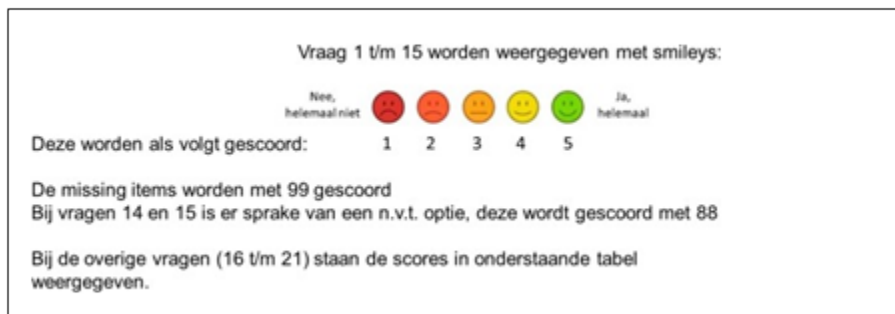 Vraag 1 t/m 15 worden weergegeven met smileys:
Nee,
helemaal niet
Ja,
helemaal
Deze worden als volgt gescoord: 1 2 3 4 5
De missing items worden met 99 gescoord
Bij vragen 14 en 15 is er sprake van een n.v.t. optie, deze wordt gescoord met 88
Bij de overige vragen (16 t/m 21) staan de scores in onderstaande tabel
weergegeven.